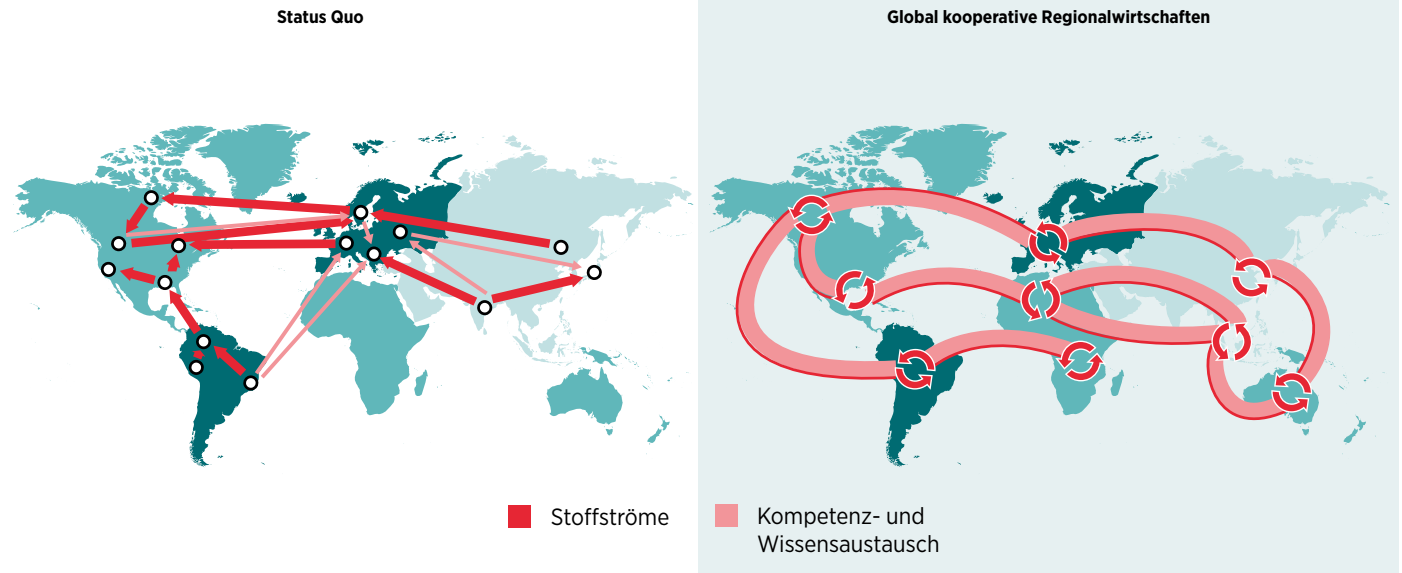 Status Quo
Global kooperative Regionalwirtschaften
Stoffströme
Kompetenz- und
Wissensaustausch